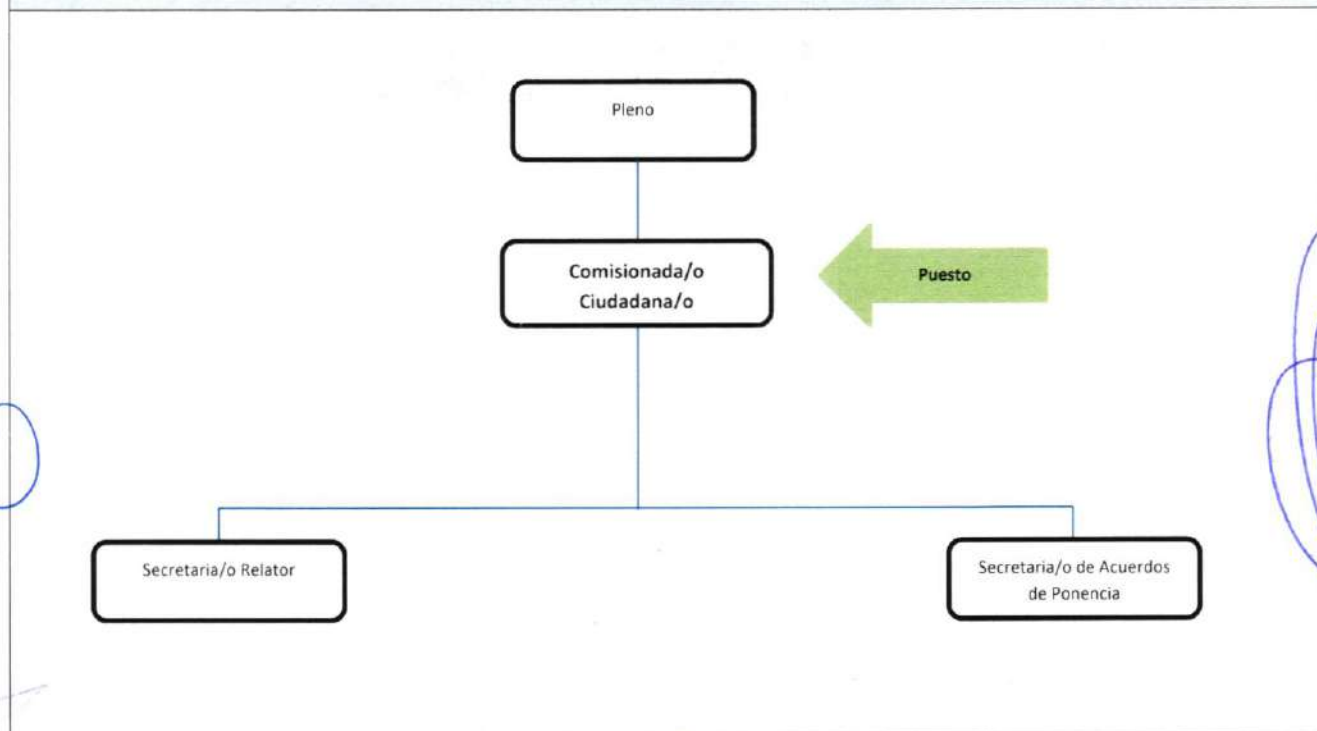 Pleno
Comisionada/o
Ciudadana/o
Puesto
Secretaria/o Relator
Secretaria/o de Acuerdos
de Ponencia